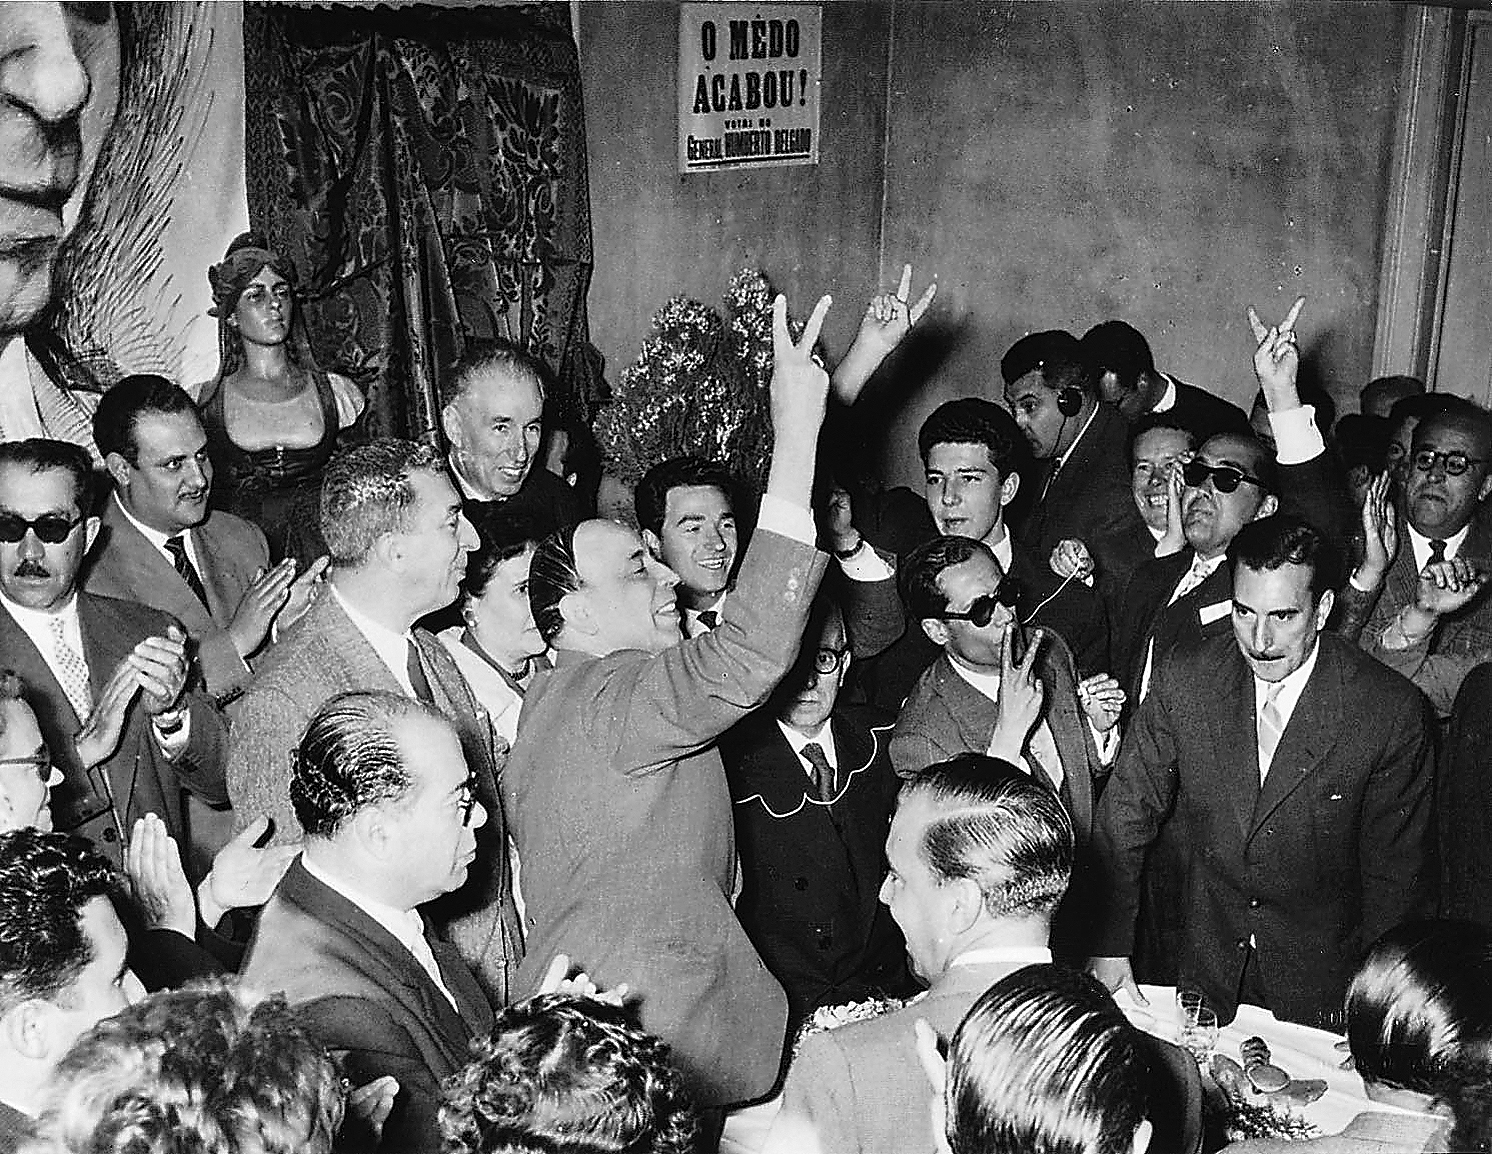 O MÊDO
ACABOU!
VOTAI NO
GENERAL HUMBERTO DELGADO